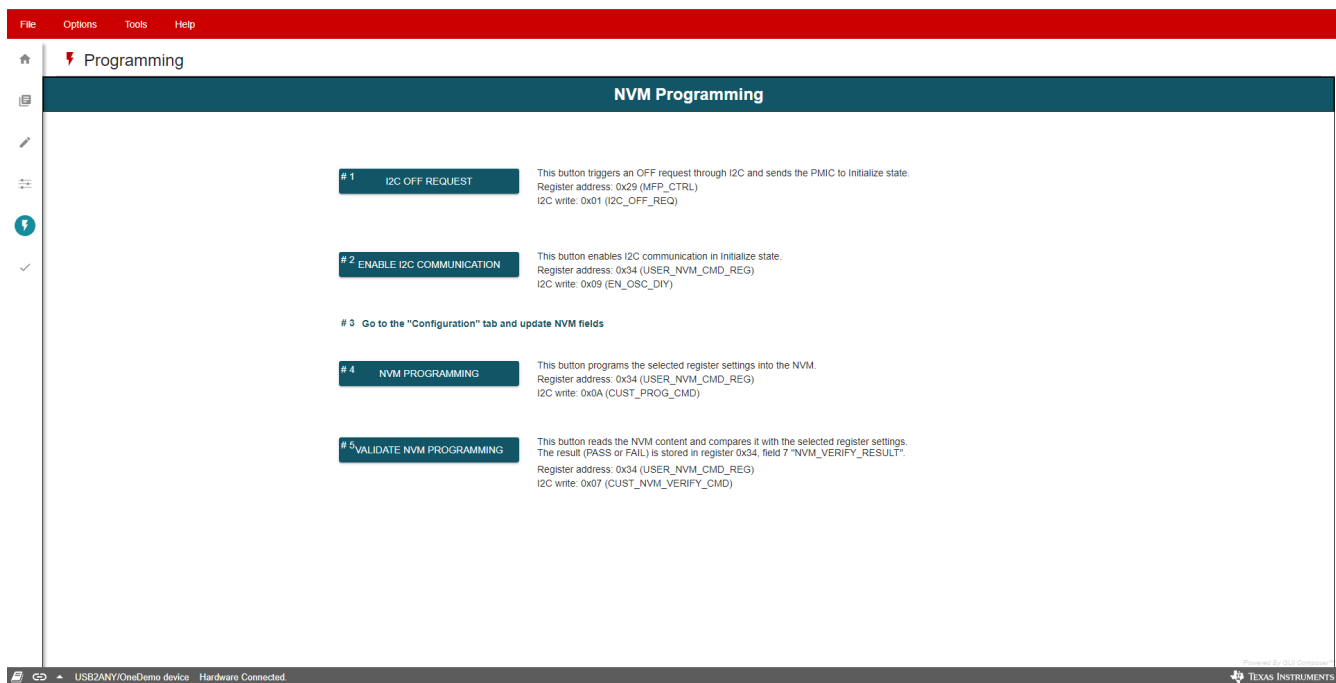 File Options Tools Help
Programming
NVM Programming
# 1 I2C OFF REQUEST
This button triggers an OFF request through I2C and sends the PMIC to Initialize state.
Register address: 0x29 (MFP_CTRL)
I2C write: 0x01 (I2C_OFF_REQ)
# 2 ENABLE I2C COMMUNICATION
This button enables I2C communication in Initialize state.
Register address: 0x34 (USER_NVM_CMD_REG)
I2C write: 0x09 (EN_OSC_DIY)
# 3 Go to the "Configuration" tab and update NVM fields
# 4 NVM PROGRAMMING
This button programs the selected register settings into the NVM.
Register address: 0x34 (USER_NVM_CMD_REG)
I2C write: 0x0A (CUST_PROG_CMD)
# 5 VALIDATE NVM PROGRAMMING
This button reads the NVM content and compares it with the selected register settings.
The result (PASS or FAIL) is stored in register 0x34, field 7 "NVM_VERIFY_RESULT".
Register address: 0x34 (USER_NVM_CMD_REG)
I2C write: 0x07 (CUST_NVM_VERIFY_CMD)
Powered By GUI Composer™
USB2ANY/OneDemo device Hardware Connected.
TEXAS INSTRUMENTS